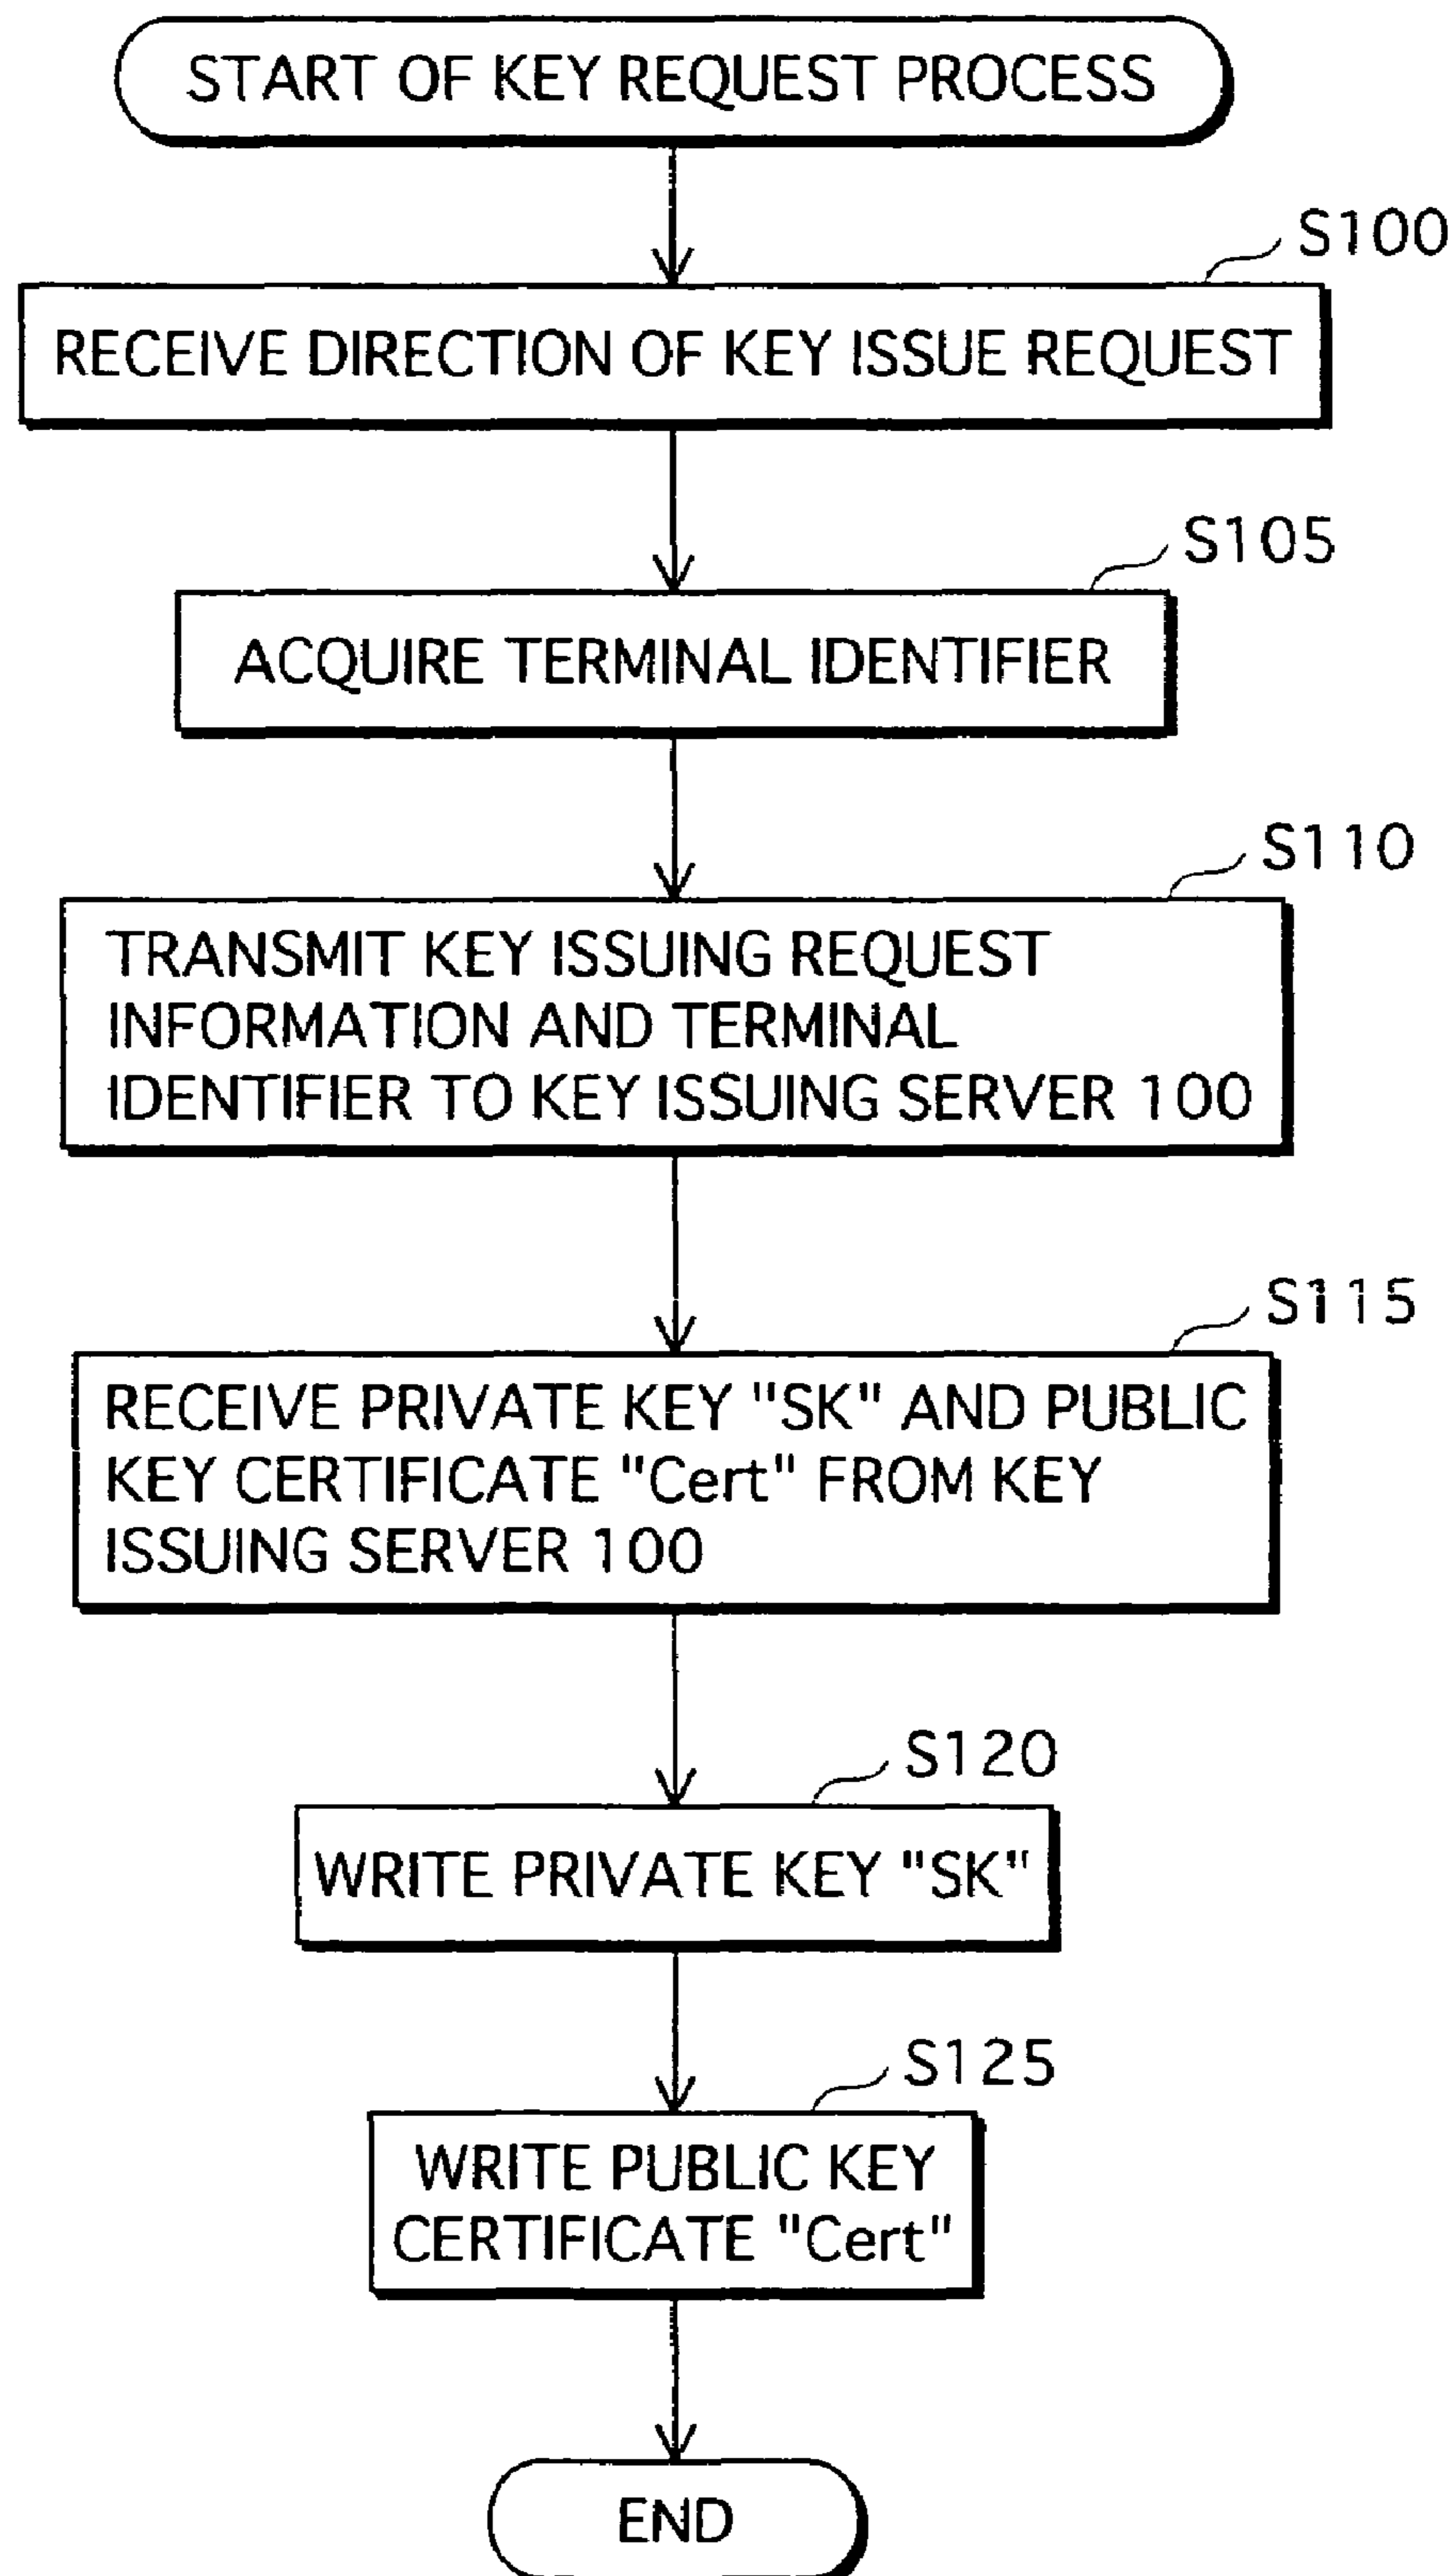 START OF KEY REQUEST PROCESS
S100
RECEIVE DIRECTION OF KEY ISSUE REQUEST
S105
ACQUIRE TERMINAL IDENTIFIER
S110
TRANSMIT KEY ISSUING REQUEST
INFORMATION AND TERMINAL
IDENTIFIER TO KEY ISSUING SERVER 100
S115
RECEIVE PRIVATE KEY "SK" AND PUBLIC
KEY CERTIFICATE "Cert" FROM KEY
ISSUING SERVER 100
S120
WRITE PRIVATE KEY "SK"
S125
WRITE PUBLIC KEY
CERTIFICATE "Cert"
END